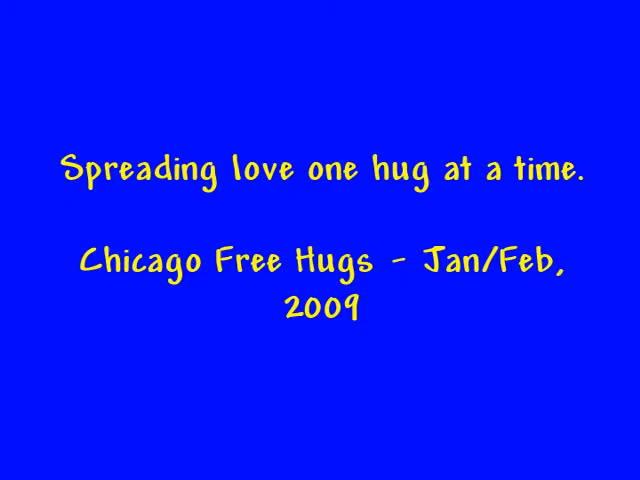 Spreading love one hug at a time.
Chicago Free Hugs - Jan/Feb,
2009